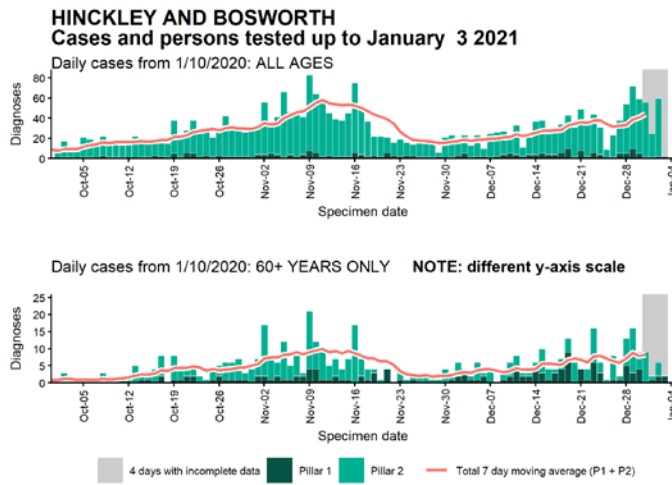 HINCKLEY AND BOSWORTH
Cases and persons tested up to January 3 2021
Daily cases from 1/10/2020: ALL AGES
Diagnoses
80
60
40
20
0
Oct-05
Oct-12
Oct-19
Oct-26
Nov-02
Nov-09
Nov-16
Nov-23
Nov-30
Dec-07
Dec-14
Dec-21
Dec-28
Jan-04
Specimen date
Daily cases from 1/10/2020: 60+ YEARS ONLY NOTE: different y-axis scale
Diagnoses
25
20
15
10
5
0
Oct-05
Oct-12
Oct-19
Oct-26
Nov-02
Nov-09
Nov-16
Nov-23
Nov-30
Dec-07
Dec-14
Dec-21
Dec-28
Jan-04
Specimen date
4 days with incomplete data Pillar 1 Pillar 2 Total 7 day moving average (P1 + P2)